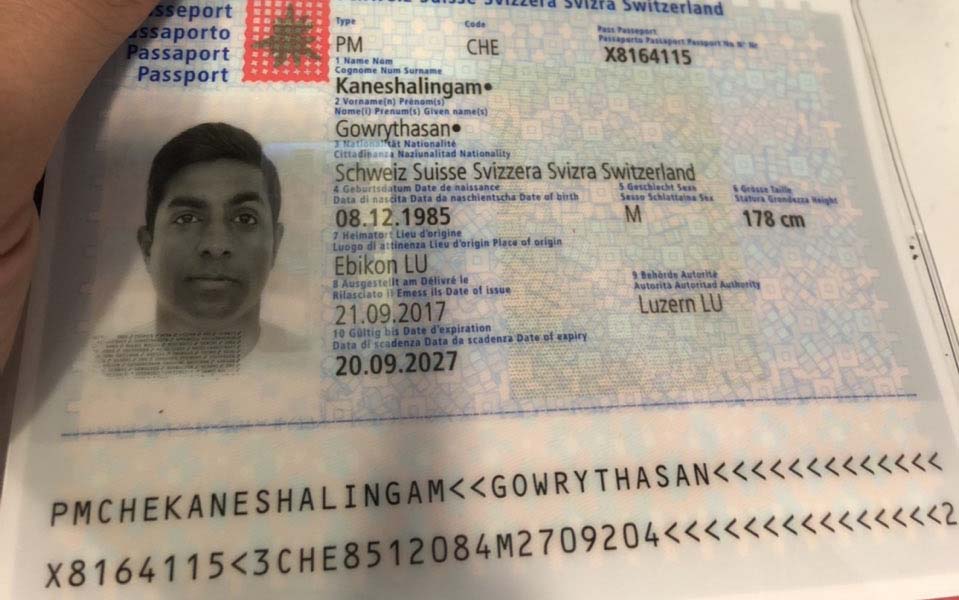 Schweiz Suisse Svizzera Svizra Switzerland
Passaporto
Passaport
Passport
Type Code Pass Passeport
Passaporto Passaport Passport No. N° Nr
PM CHE X8164115
1 Name Nom
Cognome Num Surname
Kaneshalingam•
2 Vorname(n) Prénom(s)
Nome(i) Prenum(s) Given name(s)
Gowrythasan•
3 Nationalität Nationalité
Cittadinanza Naziunalitad Nationality
Schweiz Suisse Svizzera Svizra Switzerland
4 Geburtsdatum Date de naissance 5 Geschlecht Sexe 6 Grösse Taille
Data di nascita Data da naschientscha Date of birth Sesso Schlattaina Sex Statura Grondezza Height
08.12.1985 M 178 cm
7 Heimatort Lieu d'origine
Luogo di attinenza Lieu d'origin Place of origin
Ebikon LU
8 Ausgestellt am Délivré le 9 Behörde Autorité
Rilasciato il Emess ils Date of issue Autorità Autoritad Authority
21.09.2017 Luzern LU
10 Gültig bis Date d'expiration
Data di scadenza Data da scadenza Date of expiry
20.09.2027
PMCHEKANESHALINGAM<<GOWRYTHASAN<<<<<<<<<<<<<
X8164115<3CHE8512084M2709204<<<<<<<<<<<<<<2